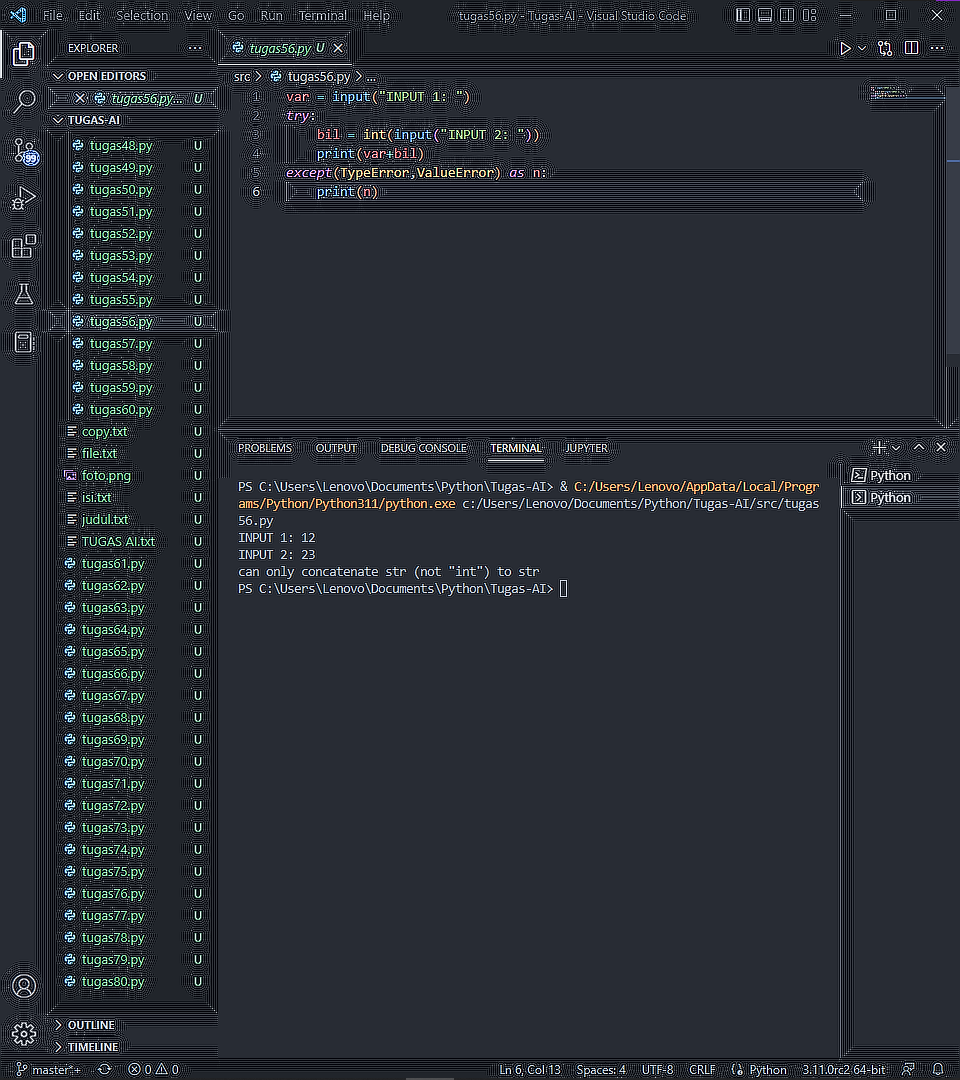 File Edit Selection View Go Run Terminal Help tugas56.py - Tugas-AI - Visual Studio Code
EXPLORER
OPEN EDITORS
tugas56.py... U
TUGAS-AI
tugas48.py U
tugas49.py U
tugas50.py U
tugas51.py U
tugas52.py U
tugas53.py U
tugas54.py U
tugas55.py U
tugas56.py U
tugas57.py U
tugas58.py U
tugas59.py U
tugas60.py U
copy.txt U
file.txt U
foto.png U
isi.txt U
judul.txt U
TUGAS AI.txt U
tugas61.py U
tugas62.py U
tugas63.py U
tugas64.py U
tugas65.py U
tugas66.py U
tugas67.py U
tugas68.py U
tugas69.py U
tugas70.py U
tugas71.py U
tugas72.py U
tugas73.py U
tugas74.py U
tugas75.py U
tugas76.py U
tugas77.py U
tugas78.py U
tugas79.py U
tugas80.py U
OUTLINE
TIMELINE
99
tugas56.py U
src > tugas56.py > ...
1 var = input("INPUT 1: ")
2 try:
3 bil = int(input("INPUT 2: "))
4 print(var+bil)
5 except(TypeError,ValueError) as n:
6 print(n)
PROBLEMS OUTPUT DEBUG CONSOLE TERMINAL JUPYTER
PS C:\Users\Lenovo\Documents\Python\Tugas-AI> & C:/Users/Lenovo/AppData/Local/Progr
ams/Python/Python311/python.exe c:/Users/Lenovo/Documents/Python/Tugas-AI/src/tugas
56.py
INPUT 1: 12
INPUT 2: 23
can only concatenate str (not "int") to str
PS C:\Users\Lenovo\Documents\Python\Tugas-AI>
Python
Python
master*+ 0 0 Ln 6, Col 13 Spaces: 4 UTF-8 CRLF Python 3.11.0rc2 64-bit